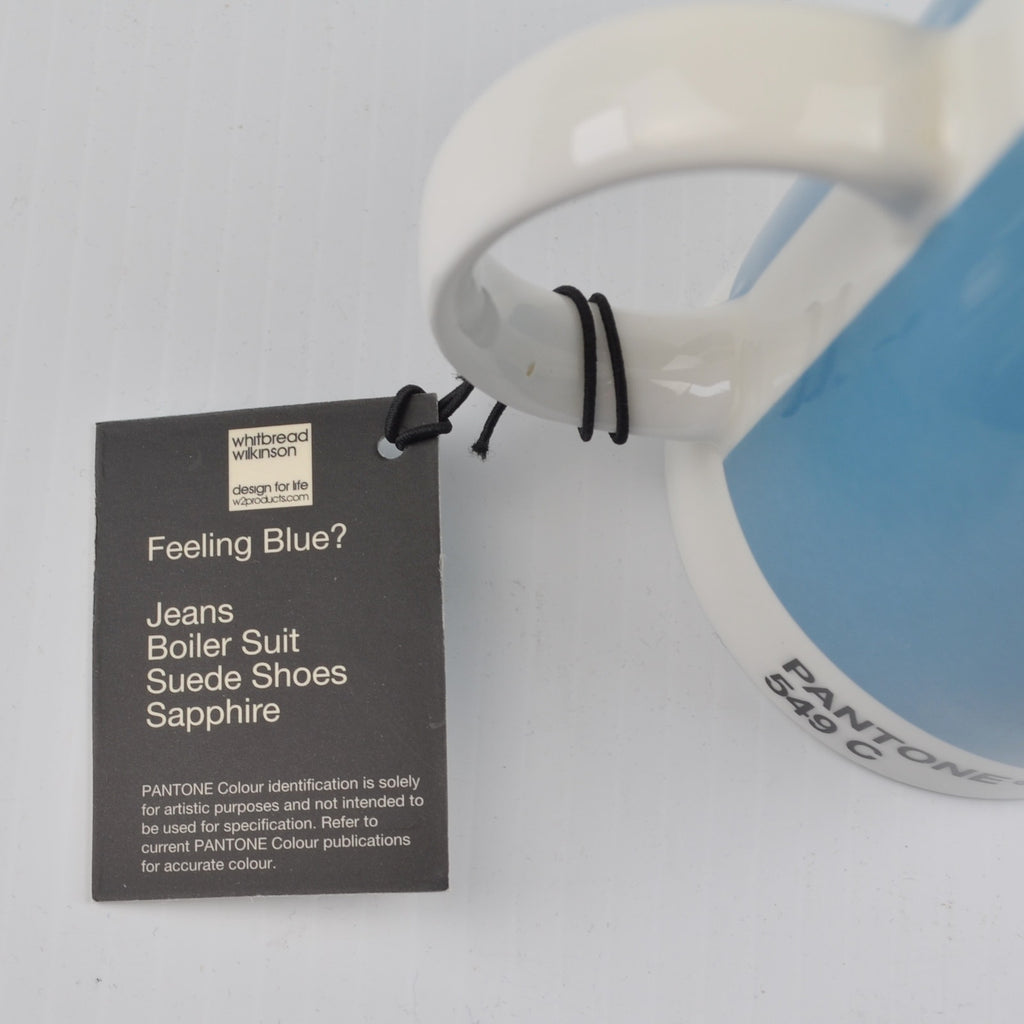 whitbread
wilkinson
design for life
w2products.com
Feeling Blue?
Jeans
Boiler Suit
Suede Shoes
Sapphire
PANTONE Colour identification is solely
for artistic purposes and not intended to
be used for specification. Refer to
current PANTONE Colour publications
for accurate colour.
PANTONE
549 C